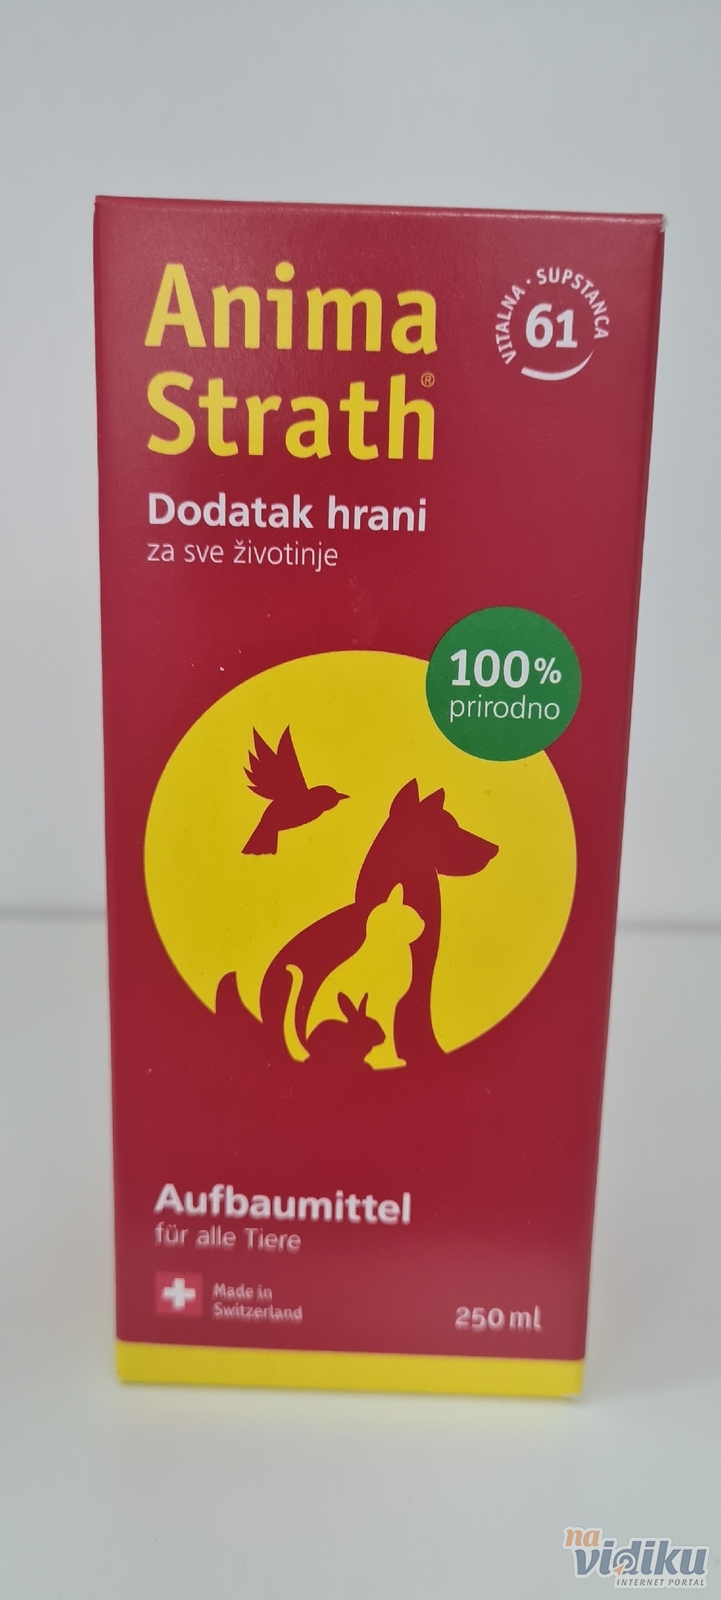 Anima
Strath®
VITALNA · SUPSTANCA
61
Dodatak hrani
za sve životinje
100%
prirodno
Aufbaumittel
für alle Tiere
Made in
Switzerland
250 ml
na
vidiku
INTERNET PORTAL